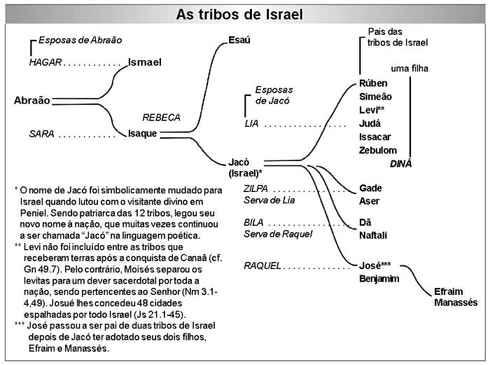 As tribos de Israel
Esposas de Abraão
HAGAR
Ismael
Abraão
SARA
Isaque
REBECA
Esaú
Jacó
(Israel)*
Esposas
de Jacó
LIA
Pais das
tribos de Israel
uma filha
Rúben
Simeão
Levi**
Judá
Issacar
Zebulom
DINÁ
ZILPA
Serva de Lia
Gade
Aser
BILA
Serva de Raquel
Dã
Naftali
RAQUEL
José***
Benjamim
Efraim
Manassés
* O nome de Jacó foi simbolicamente mudado para
Israel quando lutou com o visitante divino em
Peniel. Sendo patriarca das 12 tribos, legou seu
novo nome à nação, que muitas vezes continuou
a ser chamada “Jacó” na linguagem poética.
** Levi não foi incluído entre as tribos que
receberam terras após a conquista de Canaã (cf.
Gn 49.7). Pelo contrário, Moisés separou os
levitas para um dever sacerdotal por toda a
nação, sendo pertencentes ao Senhor (Nm 3.1-
4,49). Josué lhes concedeu 48 cidades
espalhadas por todo Israel (Js 21.1-45).
*** José passou a ser pai de duas tribos de Israel
depois de Jacó ter adotado seus dois filhos,
Efraim e Manassés.